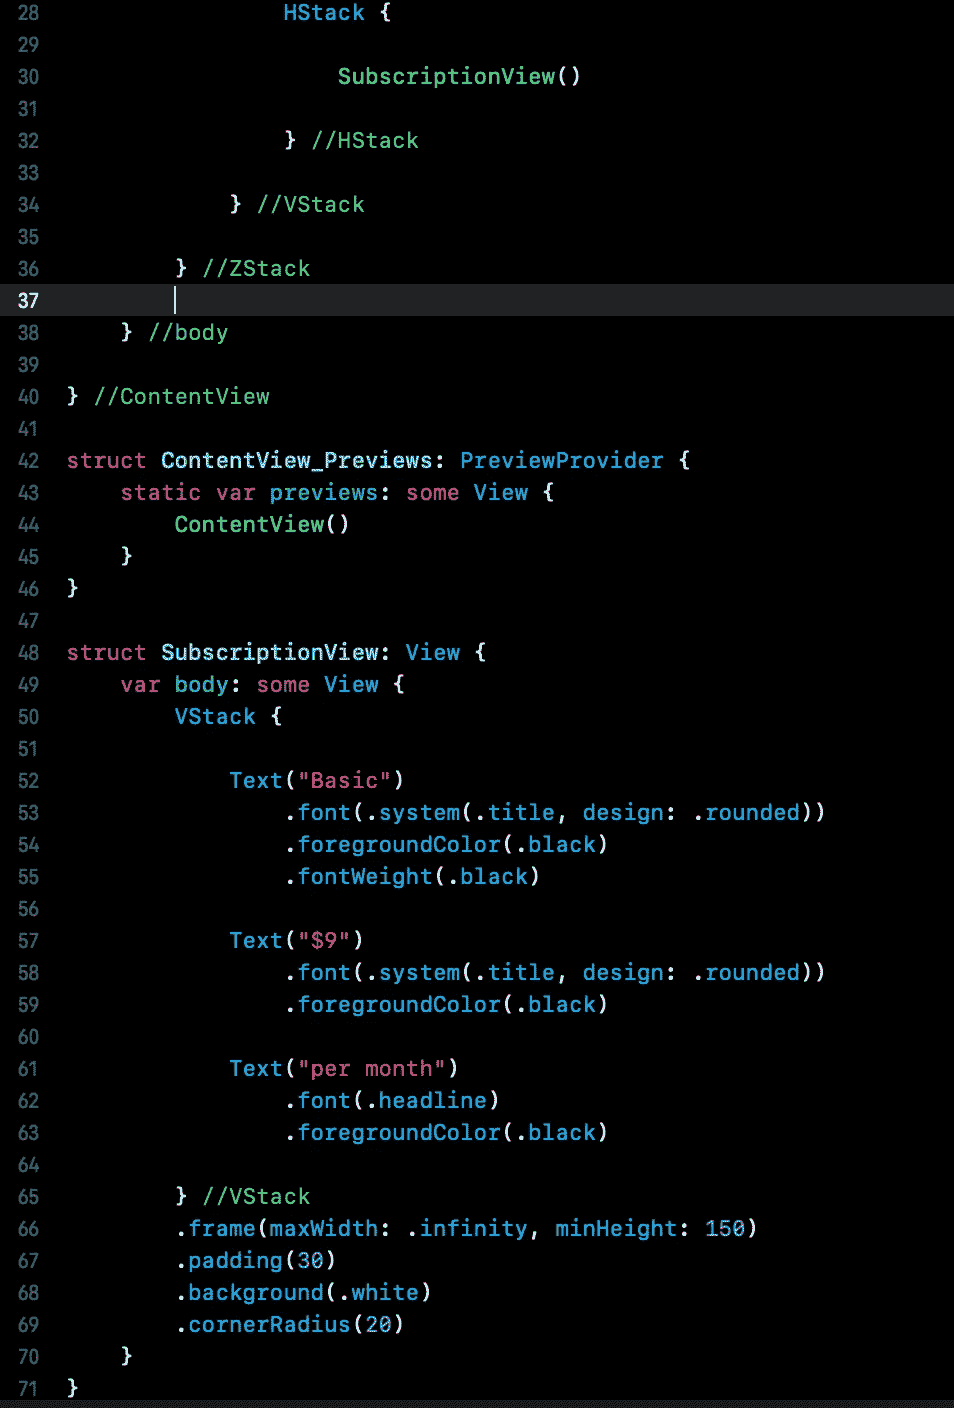 28 HStack {
29
30 SubscriptionView()
31
32 } //HStack
33
34 } //VStack
35
36 } //ZStack
37
38 } //body
39
40 } //ContentView
41
42 struct ContentView_Previews: PreviewProvider {
43 static var previews: some View {
44 ContentView()
45 }
46 }
47
48 struct SubscriptionView: View {
49 var body: some View {
50 VStack {
51
52 Text("Basic")
53 .font(.system(.title, design: .rounded))
54 .foregroundColor(.black)
55 .fontWeight(.black)
56
57 Text("$9")
58 .font(.system(.title, design: .rounded))
59 .foregroundColor(.black)
60
61 Text("per month")
62 .font(.headline)
63 .foregroundColor(.black)
64
65 } //VStack
66 .frame(maxWidth: .infinity, minHeight: 150)
67 .padding(30)
68 .background(.white)
69 .cornerRadius(20)
70 }
71 }